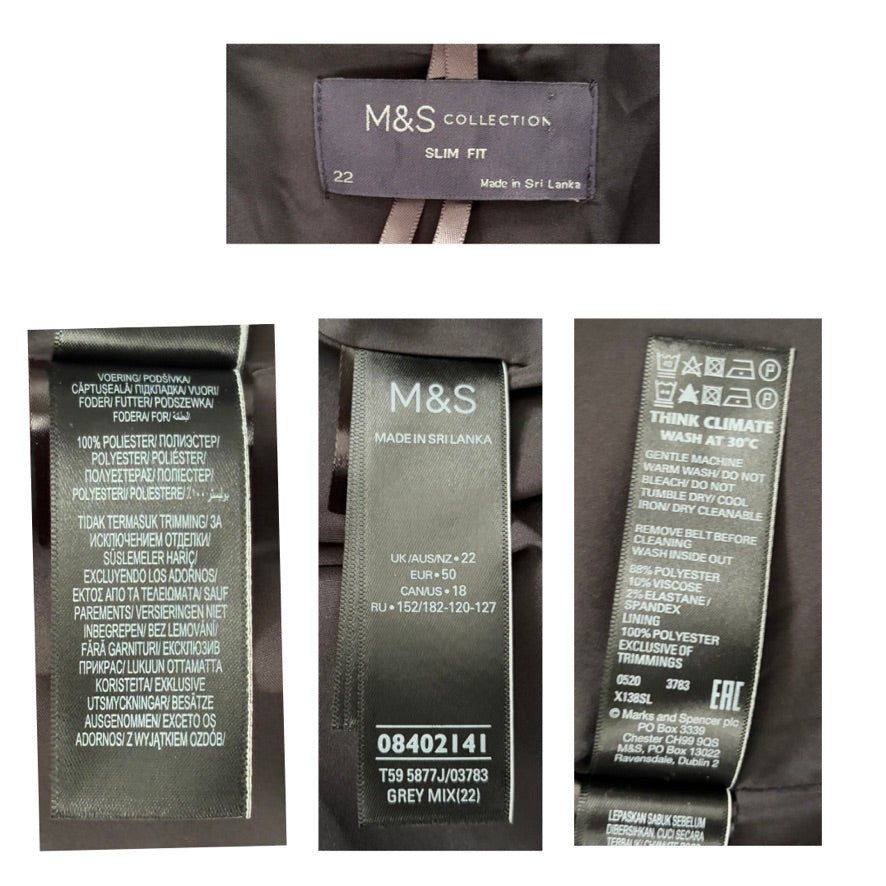 M&S COLLECTION
SLIM FIT
22
Made in Sri Lanka
VOERING/ PODŠÍVKA/
CĂPTUŞEALĂ/ ПІДКЛАДКА/ VUORI/
FODER/ FUTTER/ PODSZEWKA/
FODERA/ FOR/ البطانة/
100% POLIESTER/ ПОЛИЭСТЕР/
POLYESTER/ POLIÉSTER/
ΠΟΛΥΕΣΤΕΡΑΣ/ ПОЛІЕСТЕР/
POLYESTERI/ POLIESTERE/ ٪١٠٠ بوليستر
TIDAK TERMASUK TRIMMING/ ЗА
ИСКЛЮЧЕНИЕМ ОТДЕЛКИ/
SÜSLEMELER HARİÇ/
EXCLUYENDO LOS ADORNOS/
ΕΚΤΟΣ ΑΠΟ ΤΑ ΤΕΛΕΙΩΜΑΤΑ/ SAUF
PAREMENTS/ VERSIERINGEN NIET
INBEGREPEN/ BEZ LEMOVÁNÍ/
FĂRĂ GARNITURI/ ЕКСКЛЮЗИВ
ПРИКРАС/ LUKUUN OTTAMATTA
KORISTEITA/ EXKLUSIVE
UTSMYCKNINGAR/ BESÄTZE
AUSGENOMMEN/ EXCETO OS
ADORNOS/ Z WYJĄTKIEM OZDÓB/
M&S
MADE IN SRI LANKA
UK/AUS/NZ • 22
EUR • 50
CAN/US • 18
RU • 152/182-120-127
08402141
T59 5877J/03783
GREY MIX(22)
40 P
P
THINK CLIMATE
WASH AT 30°C
GENTLE MACHINE
WARM WASH/ DO NOT
BLEACH/ DO NOT
TUMBLE DRY/ COOL
IRON/ DRY CLEANABLE
REMOVE BELT BEFORE
CLEANING
WASH INSIDE OUT
88% POLYESTER
10% VISCOSE
2% ELASTANE/
SPANDEX
LINING
100% POLYESTER
EXCLUSIVE OF
TRIMMINGS
0520 3783
X138SL EAC
© Marks and Spencer plc
PO Box 3339
Chester CH99 9QS
M&S, PO Box 13022
Ravensdale, Dublin 2
LEPASKAN SABUK SEBELUM
DIBERSIHKAN, CUCI SECARA